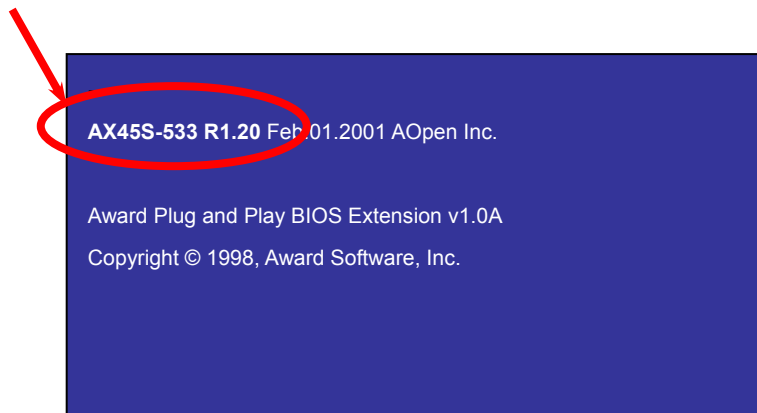 AX45S-533 R1.20 Feb.01.2001 AOpen Inc.
Award Plug and Play BIOS Extension v1.0A
Copyright © 1998, Award Software, Inc.